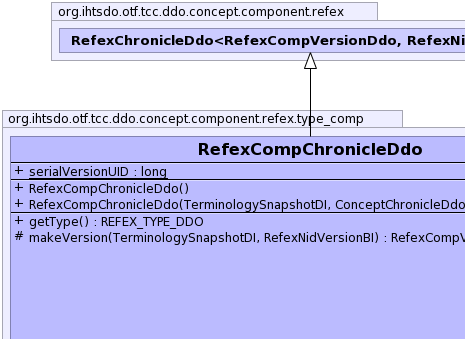 org.ihtsdo.otf.tcc.ddo.concept.component.refex
RefexChronicleDdo<RefexCompVersionDdo, RefexNi
org.ihtsdo.otf.tcc.ddo.concept.component.refex.type_comp
RefexCompChronicleDdo
+ serialVersionUID : long
+ RefexCompChronicleDdo()
+ RefexCompChronicleDdo(TerminologySnapshotDI, ConceptChronicleDdo
+ getType() : REFEX_TYPE_DDO
# makeVersion(TerminologySnapshotDI, RefexNidVersionBI) : RefexCompV